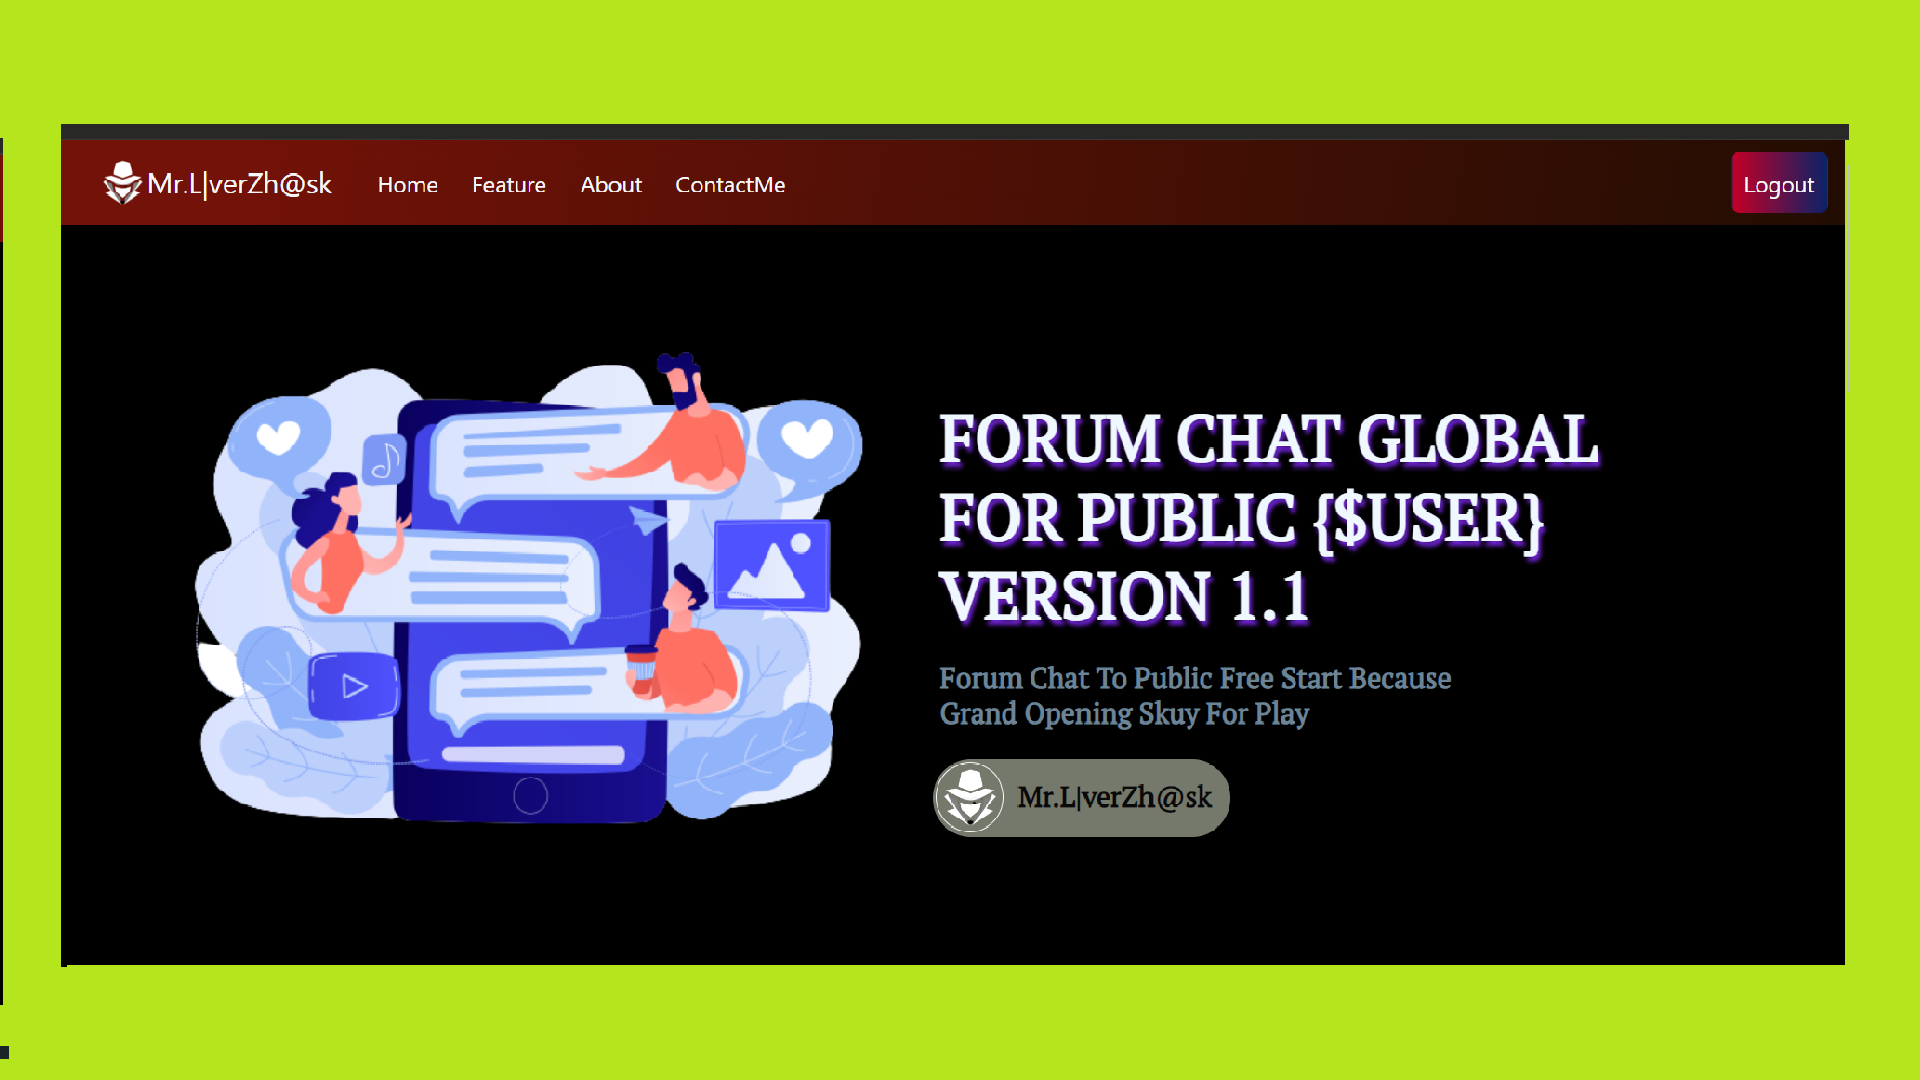 Mr.L|verZh@sk Home Feature About ContactMe Logout
FORUM CHAT GLOBAL
FOR PUBLIC {$USER}
VERSION 1.1
Forum Chat To Public Free Start Because
Grand Opening Skuy For Play
Mr.L|verZh@sk